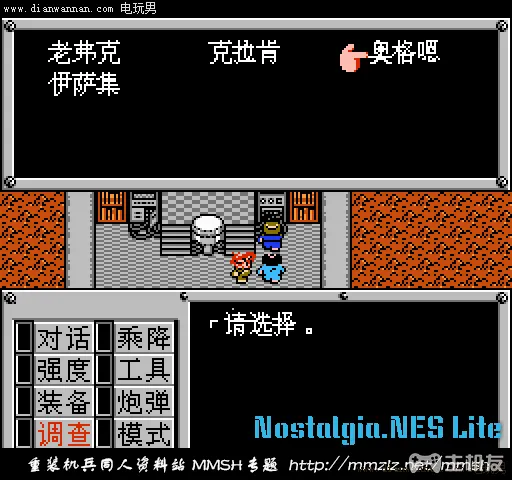 www.dianwannan.com 电玩男
老弗克 克拉肯 奥格嗯
伊萨集
「请选择。
对话 乘降
强度 工具
装备 炮弹
调查 模式
Nostalgia.NES Lite
重装机兵同人资料站 MMSH专题 http://mmzlz.net/mmsh
手机友